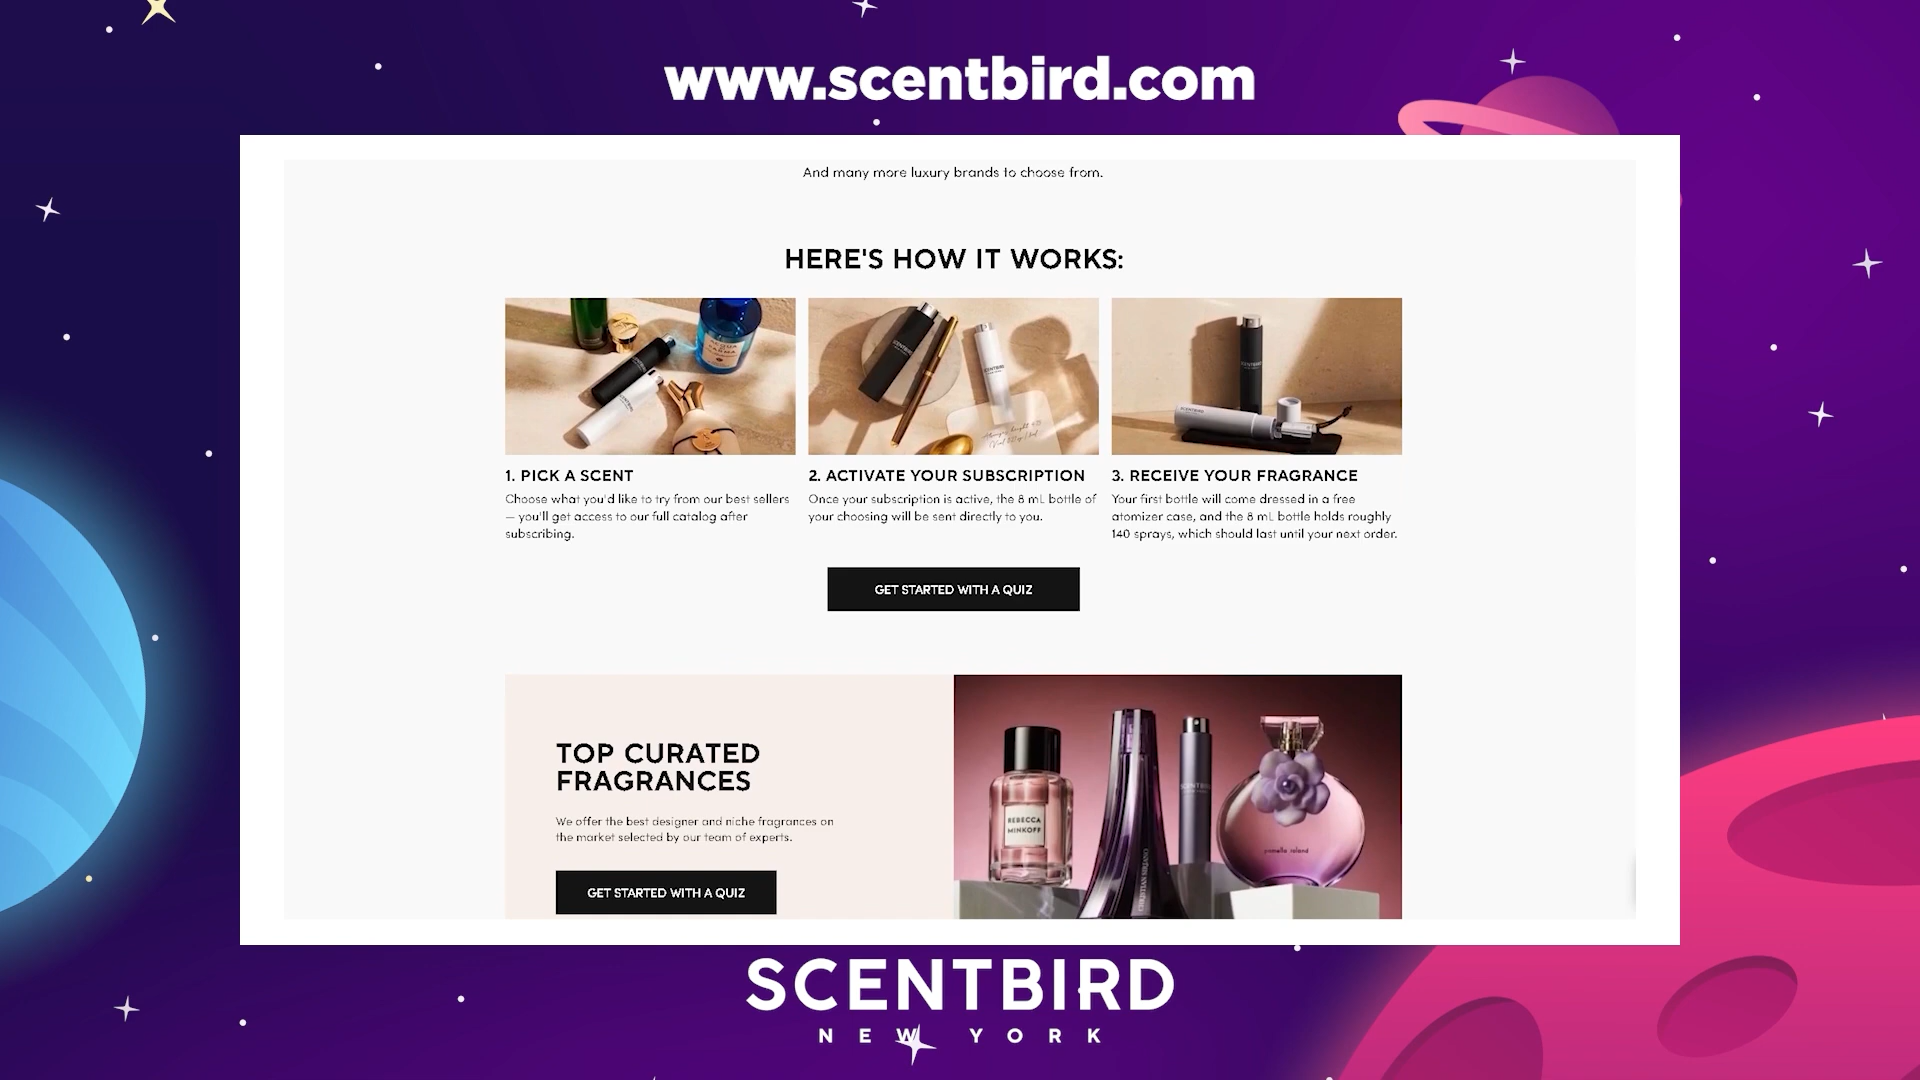 www.scentbird.com
And many more luxury brands to choose from.
HERE'S HOW IT WORKS:
1. PICK A SCENT
Choose what you'd like to try from our best sellers
— you'll get access to our full catalog after
subscribing.
2. ACTIVATE YOUR SUBSCRIPTION
Once your subscription is active, the 8 mL bottle of
your choosing will be sent directly to you.
3. RECEIVE YOUR FRAGRANCE
Your first bottle will come dressed in a free
atomizer case, and the 8 mL bottle holds roughly
140 sprays, which should last until your next order.
GET STARTED WITH A QUIZ
TOP CURATED
FRAGRANCES
We offer the best designer and niche fragrances on
the market selected by our team of experts.
GET STARTED WITH A QUIZ
REBECCA
MINKOFF
CHRISTIAN SIRIANO
SCENTBIRD
pamella roland
SCENTBIRD
NEW YORK